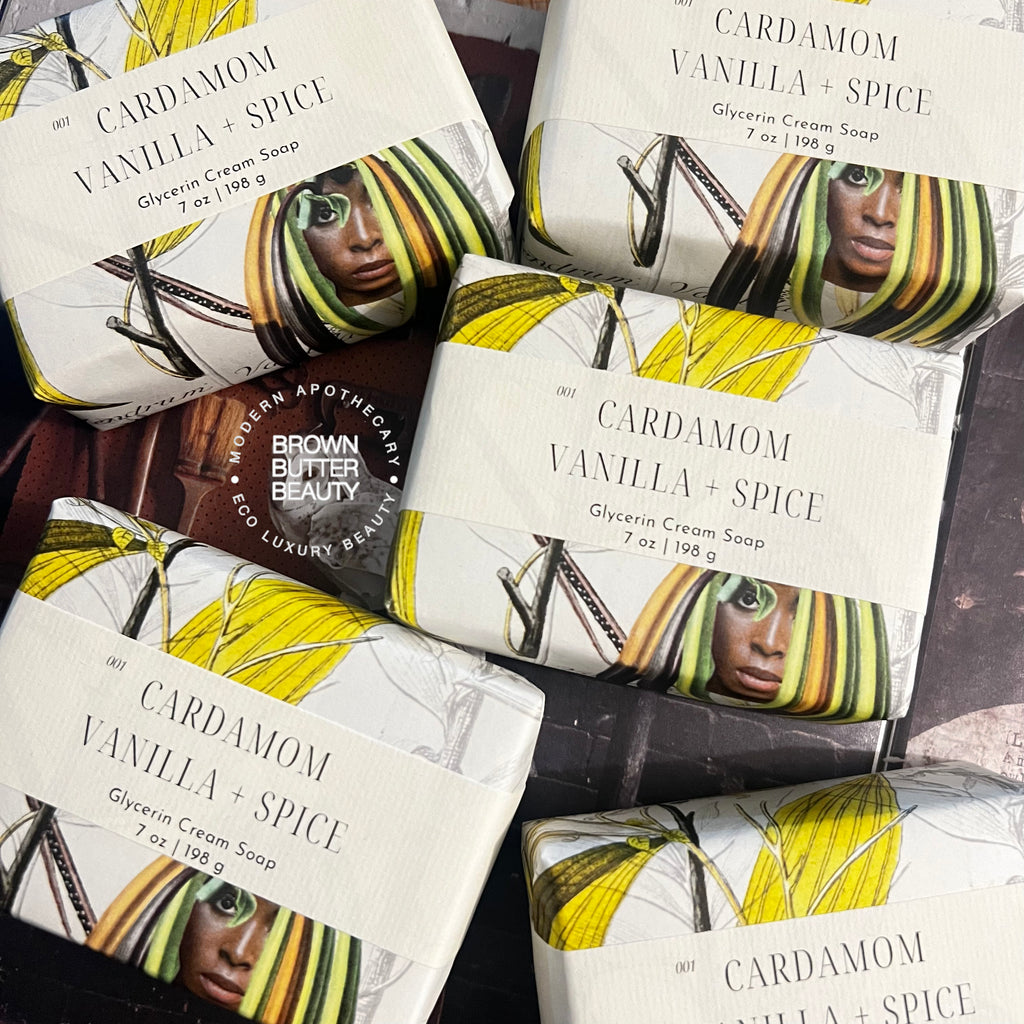 001
CARDAMOM
VANILLA + SPICE
Glycerin Cream Soap
7 oz | 198 g
001
CARDAMOM
VANILLA + SPICE
Glycerin Cream Soap
7 oz | 198 g
MODERN APOTHECARY
BROWN
BUTTER
BEAUTY
ECO LUXURY BEAUTY
001
CARDAMOM
VANILLA + SPICE
Glycerin Cream Soap
7 oz | 198 g
001
CARDAMOM
VANILLA + SPICE
Glycerin Cream Soap
7 oz | 198 g
001
CARDAMOM
VANILLA + SPICE